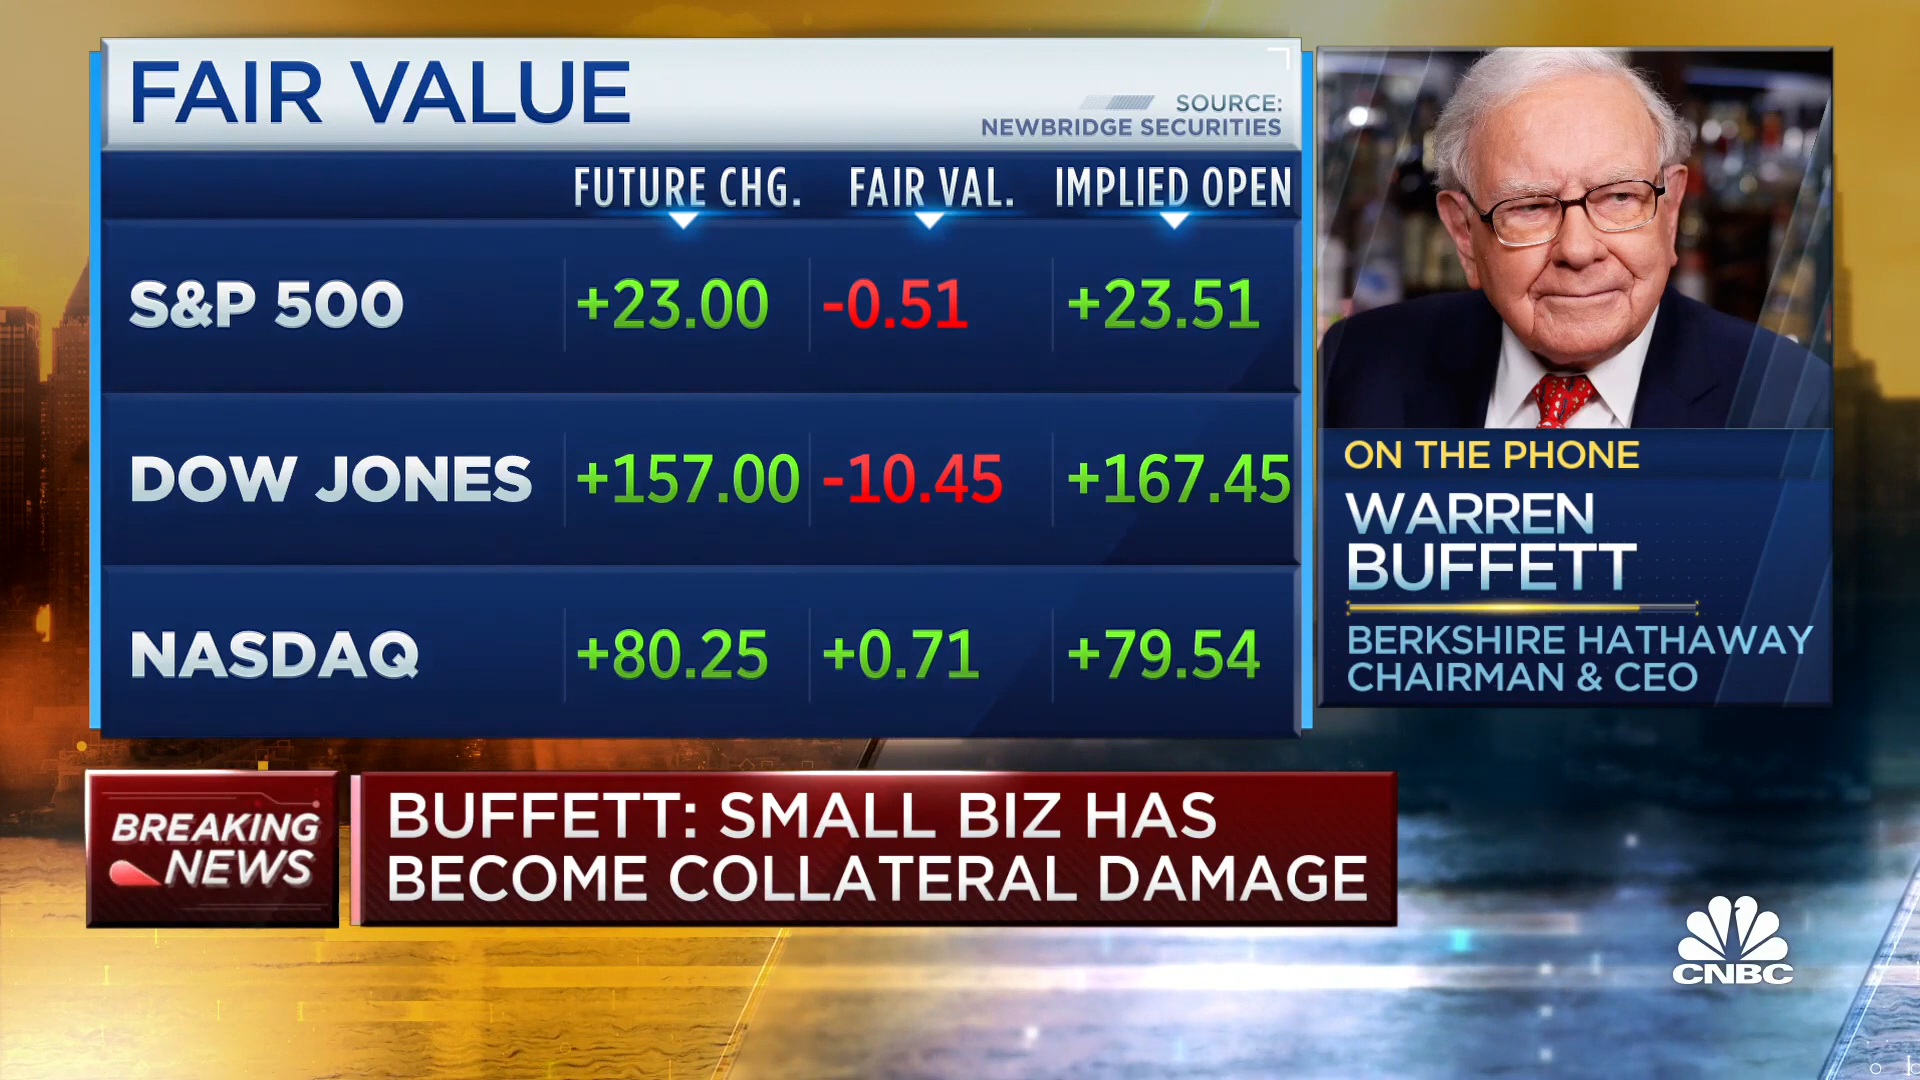 FAIR VALUE
SOURCE:
NEWBRIDGE SECURITIES
FUTURE CHG. FAIR VAL. IMPLIED OPEN
S&P 500 +23.00 -0.51 +23.51
DOW JONES +157.00 -10.45 +167.45
NASDAQ +80.25 +0.71 +79.54
ON THE PHONE
WARREN
BUFFETT
BERKSHIRE HATHAWAY
CHAIRMAN & CEO
BREAKING
NEWS
BUFFETT: SMALL BIZ HAS
BECOME COLLATERAL DAMAGE
CNBC